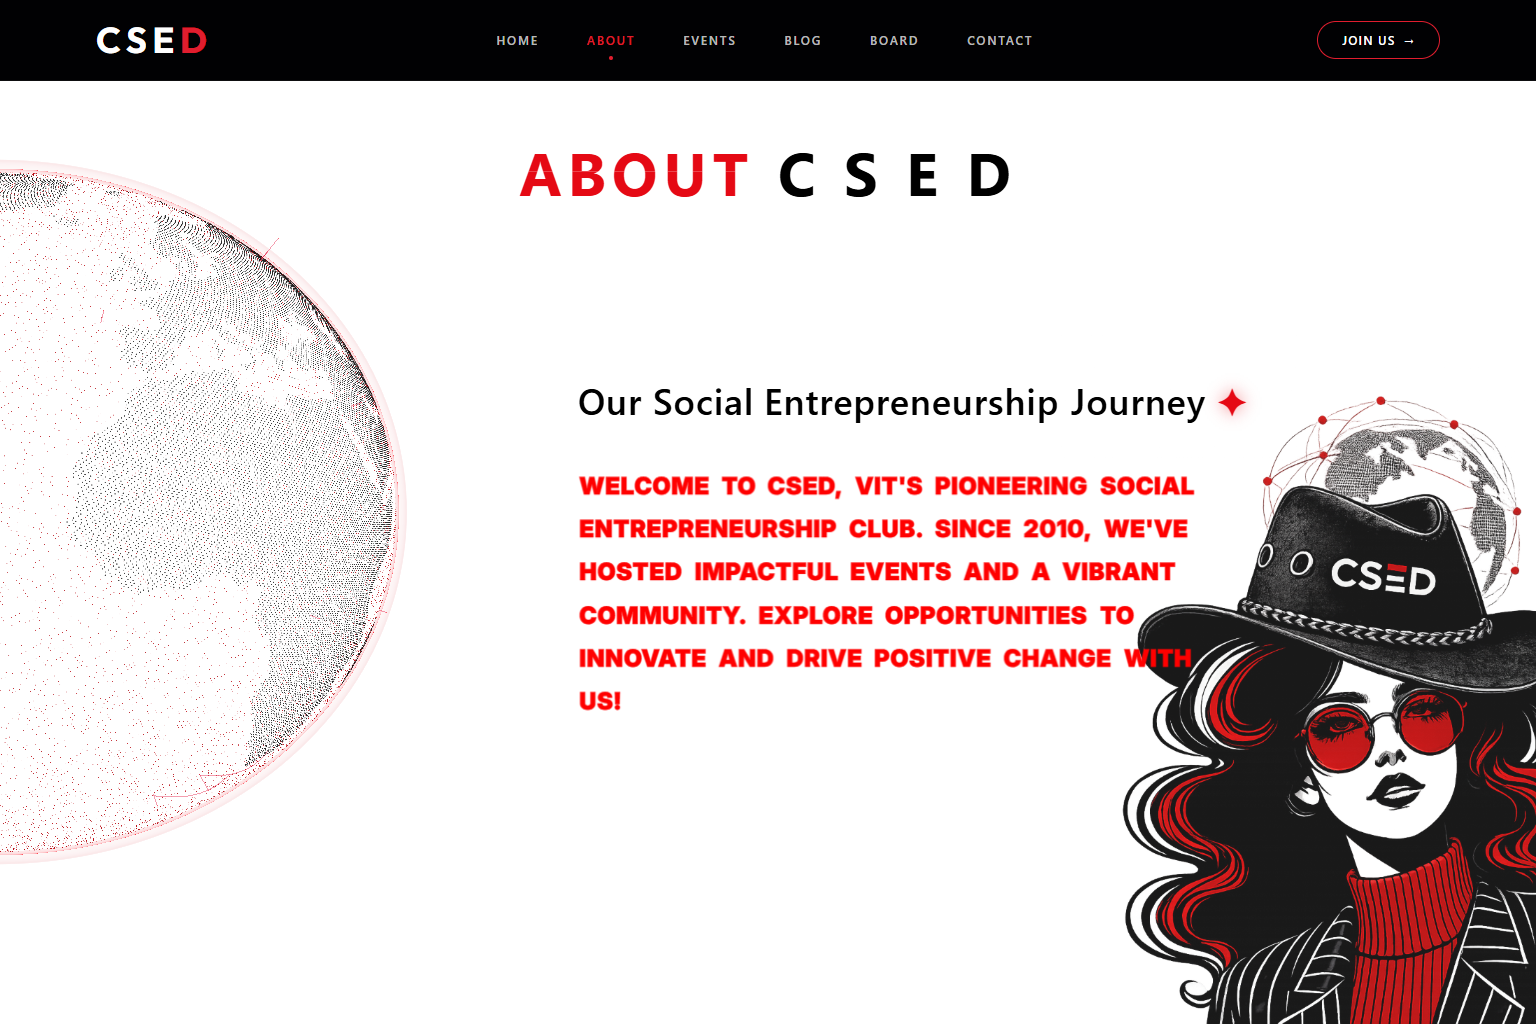 CSED
HOME ABOUT EVENTS BLOG BOARD CONTACT
JOIN US →
ABOUT C S E D
Our Social Entrepreneurship Journey
WELCOME TO CSED, VIT'S PIONEERING SOCIAL
ENTREPRENEURSHIP CLUB. SINCE 2010, WE'VE
HOSTED IMPACTFUL EVENTS AND A VIBRANT
COMMUNITY. EXPLORE OPPORTUNITIES TO
INNOVATE AND DRIVE POSITIVE CHANGE WITH
US!
CSED